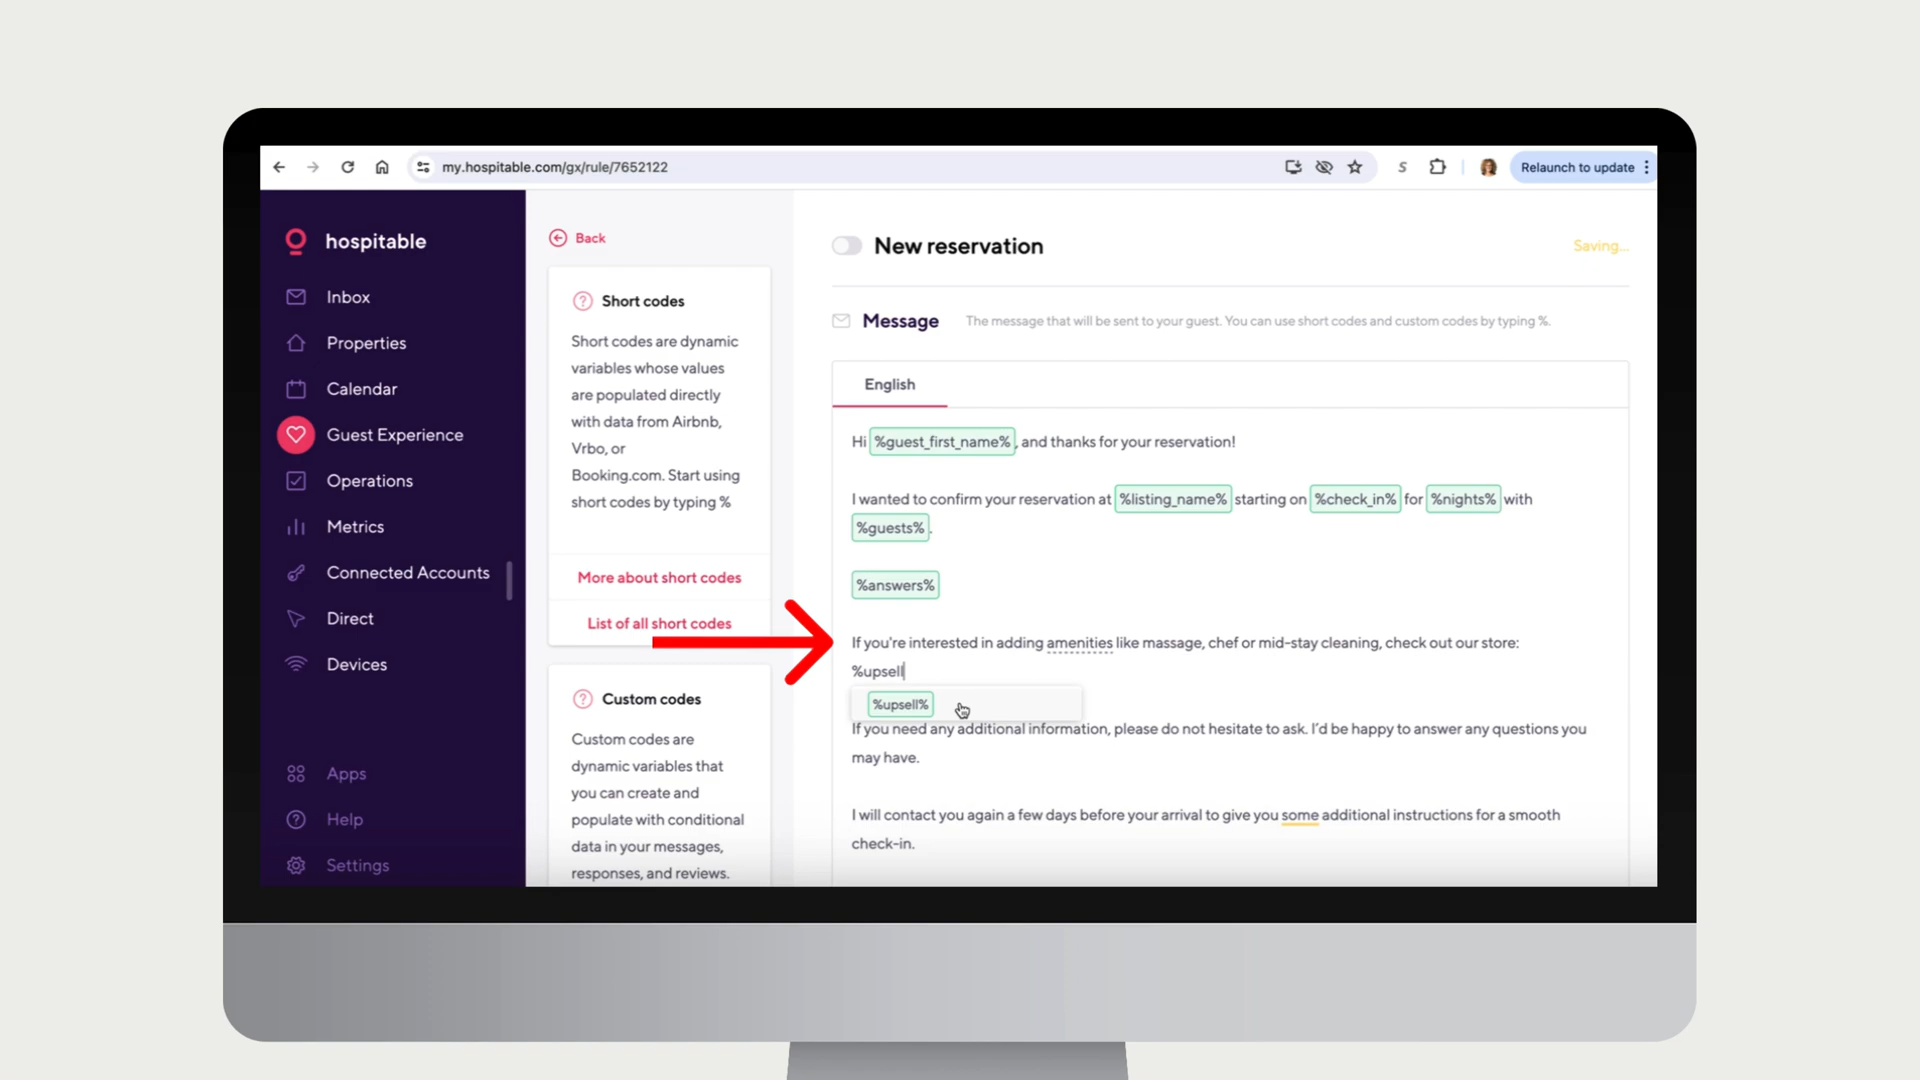 my.hospitable.com/gx/rule/7652122
S
Relaunch to update
hospitable
Inbox
Properties
Calendar
Guest Experience
Operations
Metrics
Connected Accounts
Direct
Devices
Apps
Help
Settings
Back
? Short codes
Short codes are dynamic
variables whose values
are populated directly
with data from Airbnb,
Vrbo, or
Booking.com. Start using
short codes by typing %
More about short codes
List of all short codes
? Custom codes
Custom codes are
dynamic variables that
you can create and
populate with conditional
data in your messages,
responses, and reviews.
New reservation
Saving...
Message The message that will be sent to your guest. You can use short codes and custom codes by typing %.
English
Hi %guest_first_name%, and thanks for your reservation!
I wanted to confirm your reservation at %listing_name% starting on %check_in% for %nights% with
%guests%.
%answers%
If you're interested in adding amenities like massage, chef or mid-stay cleaning, check out our store:
%upsell
%upsell%
If you need any additional information, please do not hesitate to ask. I'd be happy to answer any questions you
may have.
I will contact you again a few days before your arrival to give you some additional instructions for a smooth
check-in.